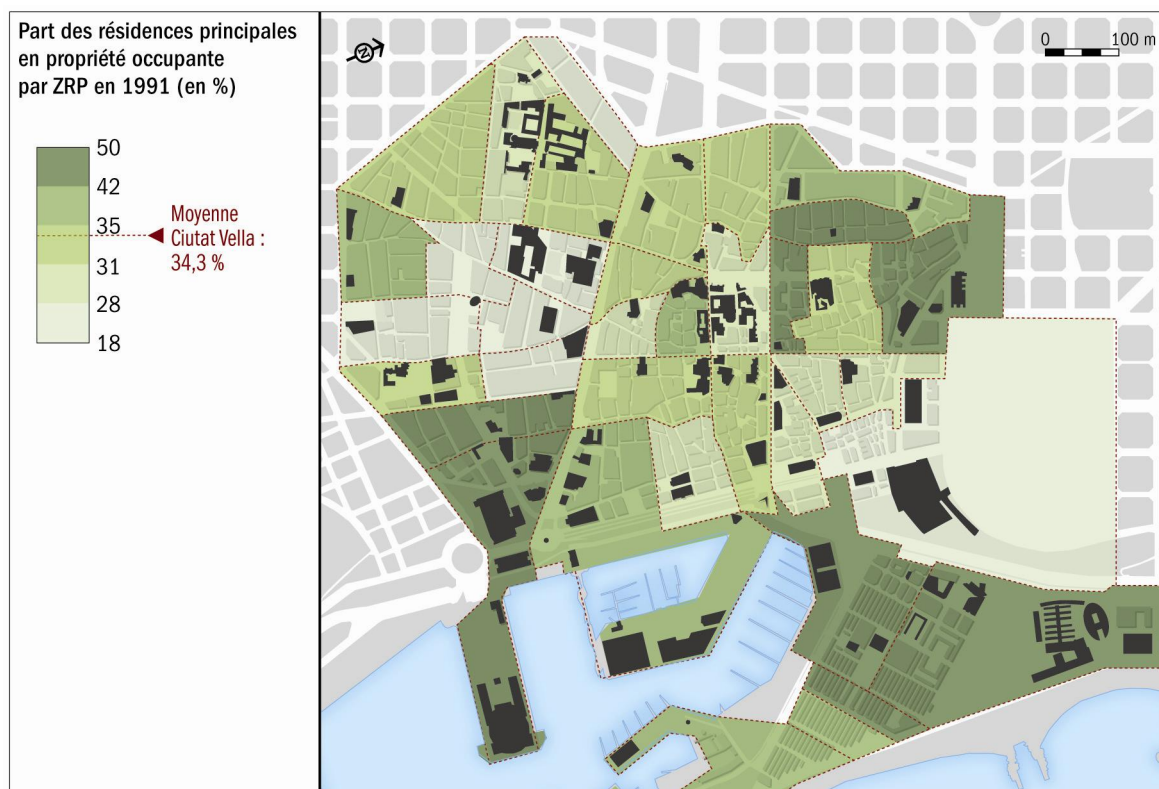 Part des résidences principales
en propriété occupante
par ZRP en 1991 (en %)
50
42
35
31
28
18
Moyenne
Ciutat Vella :
34,3 %
N
0 100 m